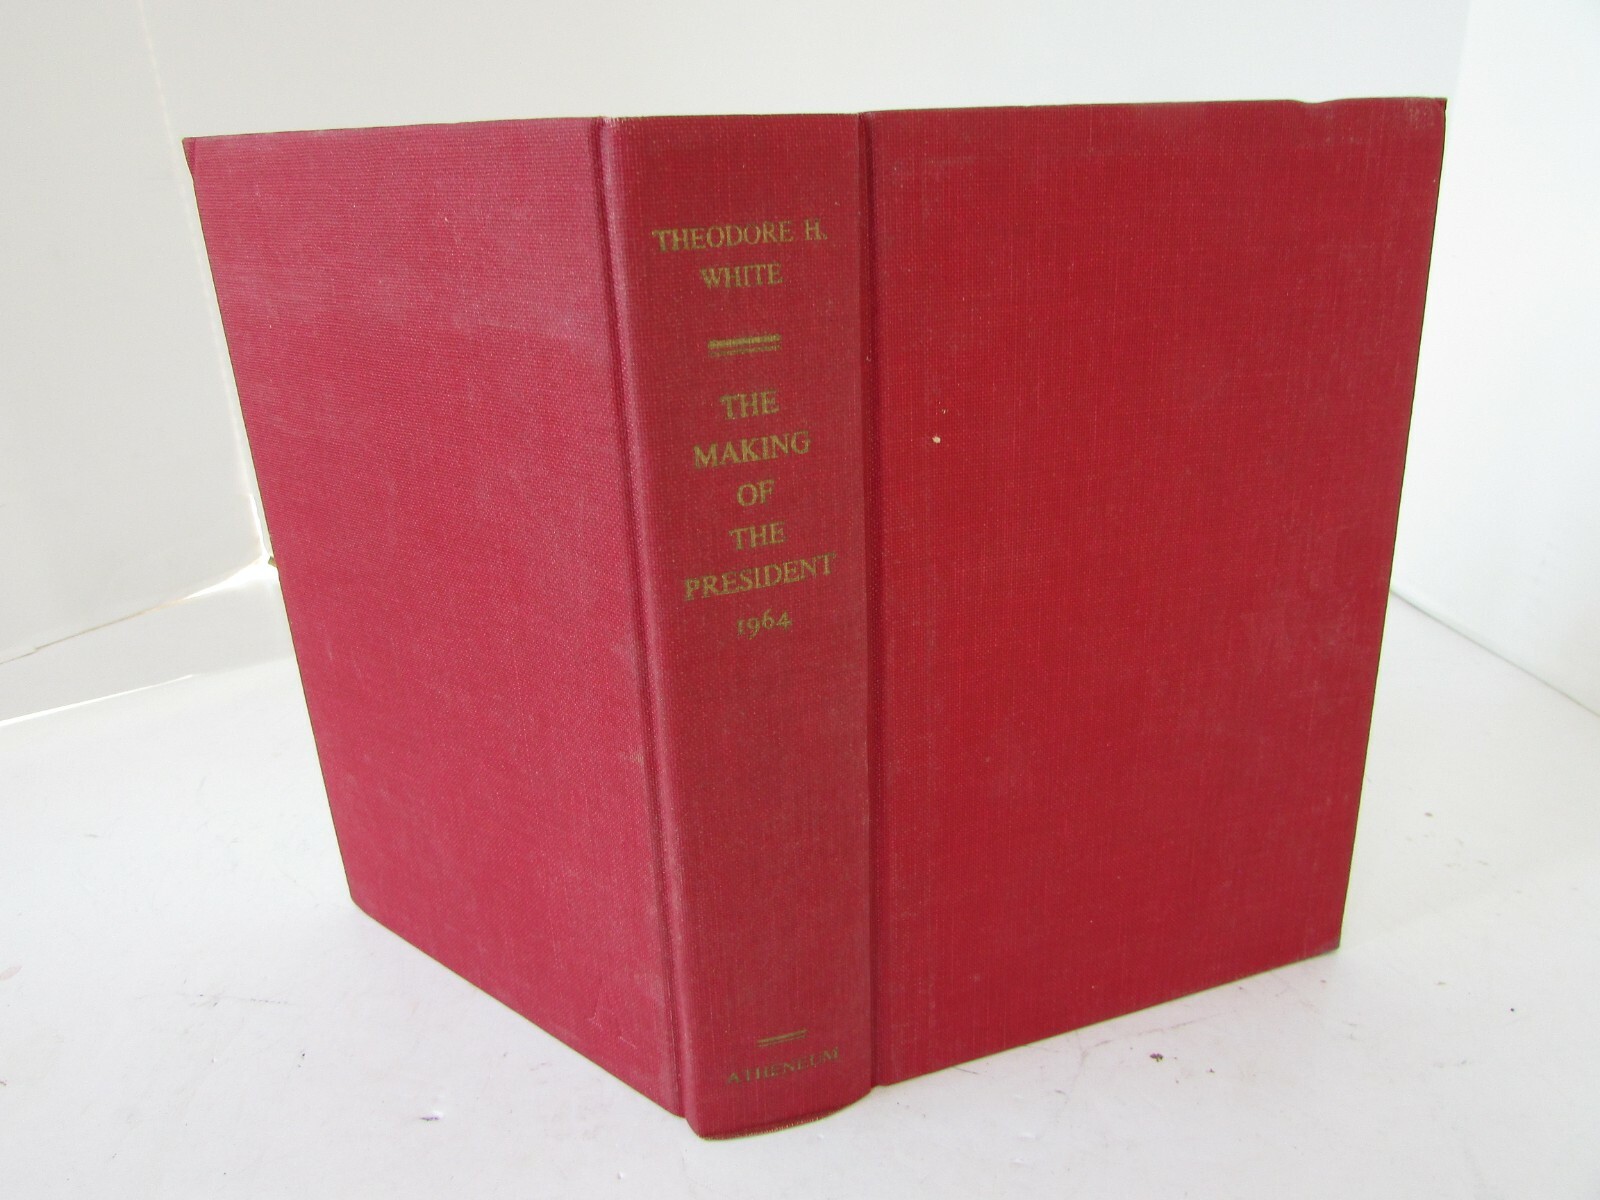 THEODORE H.
WHITE
THE
MAKING
OF
THE
PRESIDENT
1964
ATHENEUM